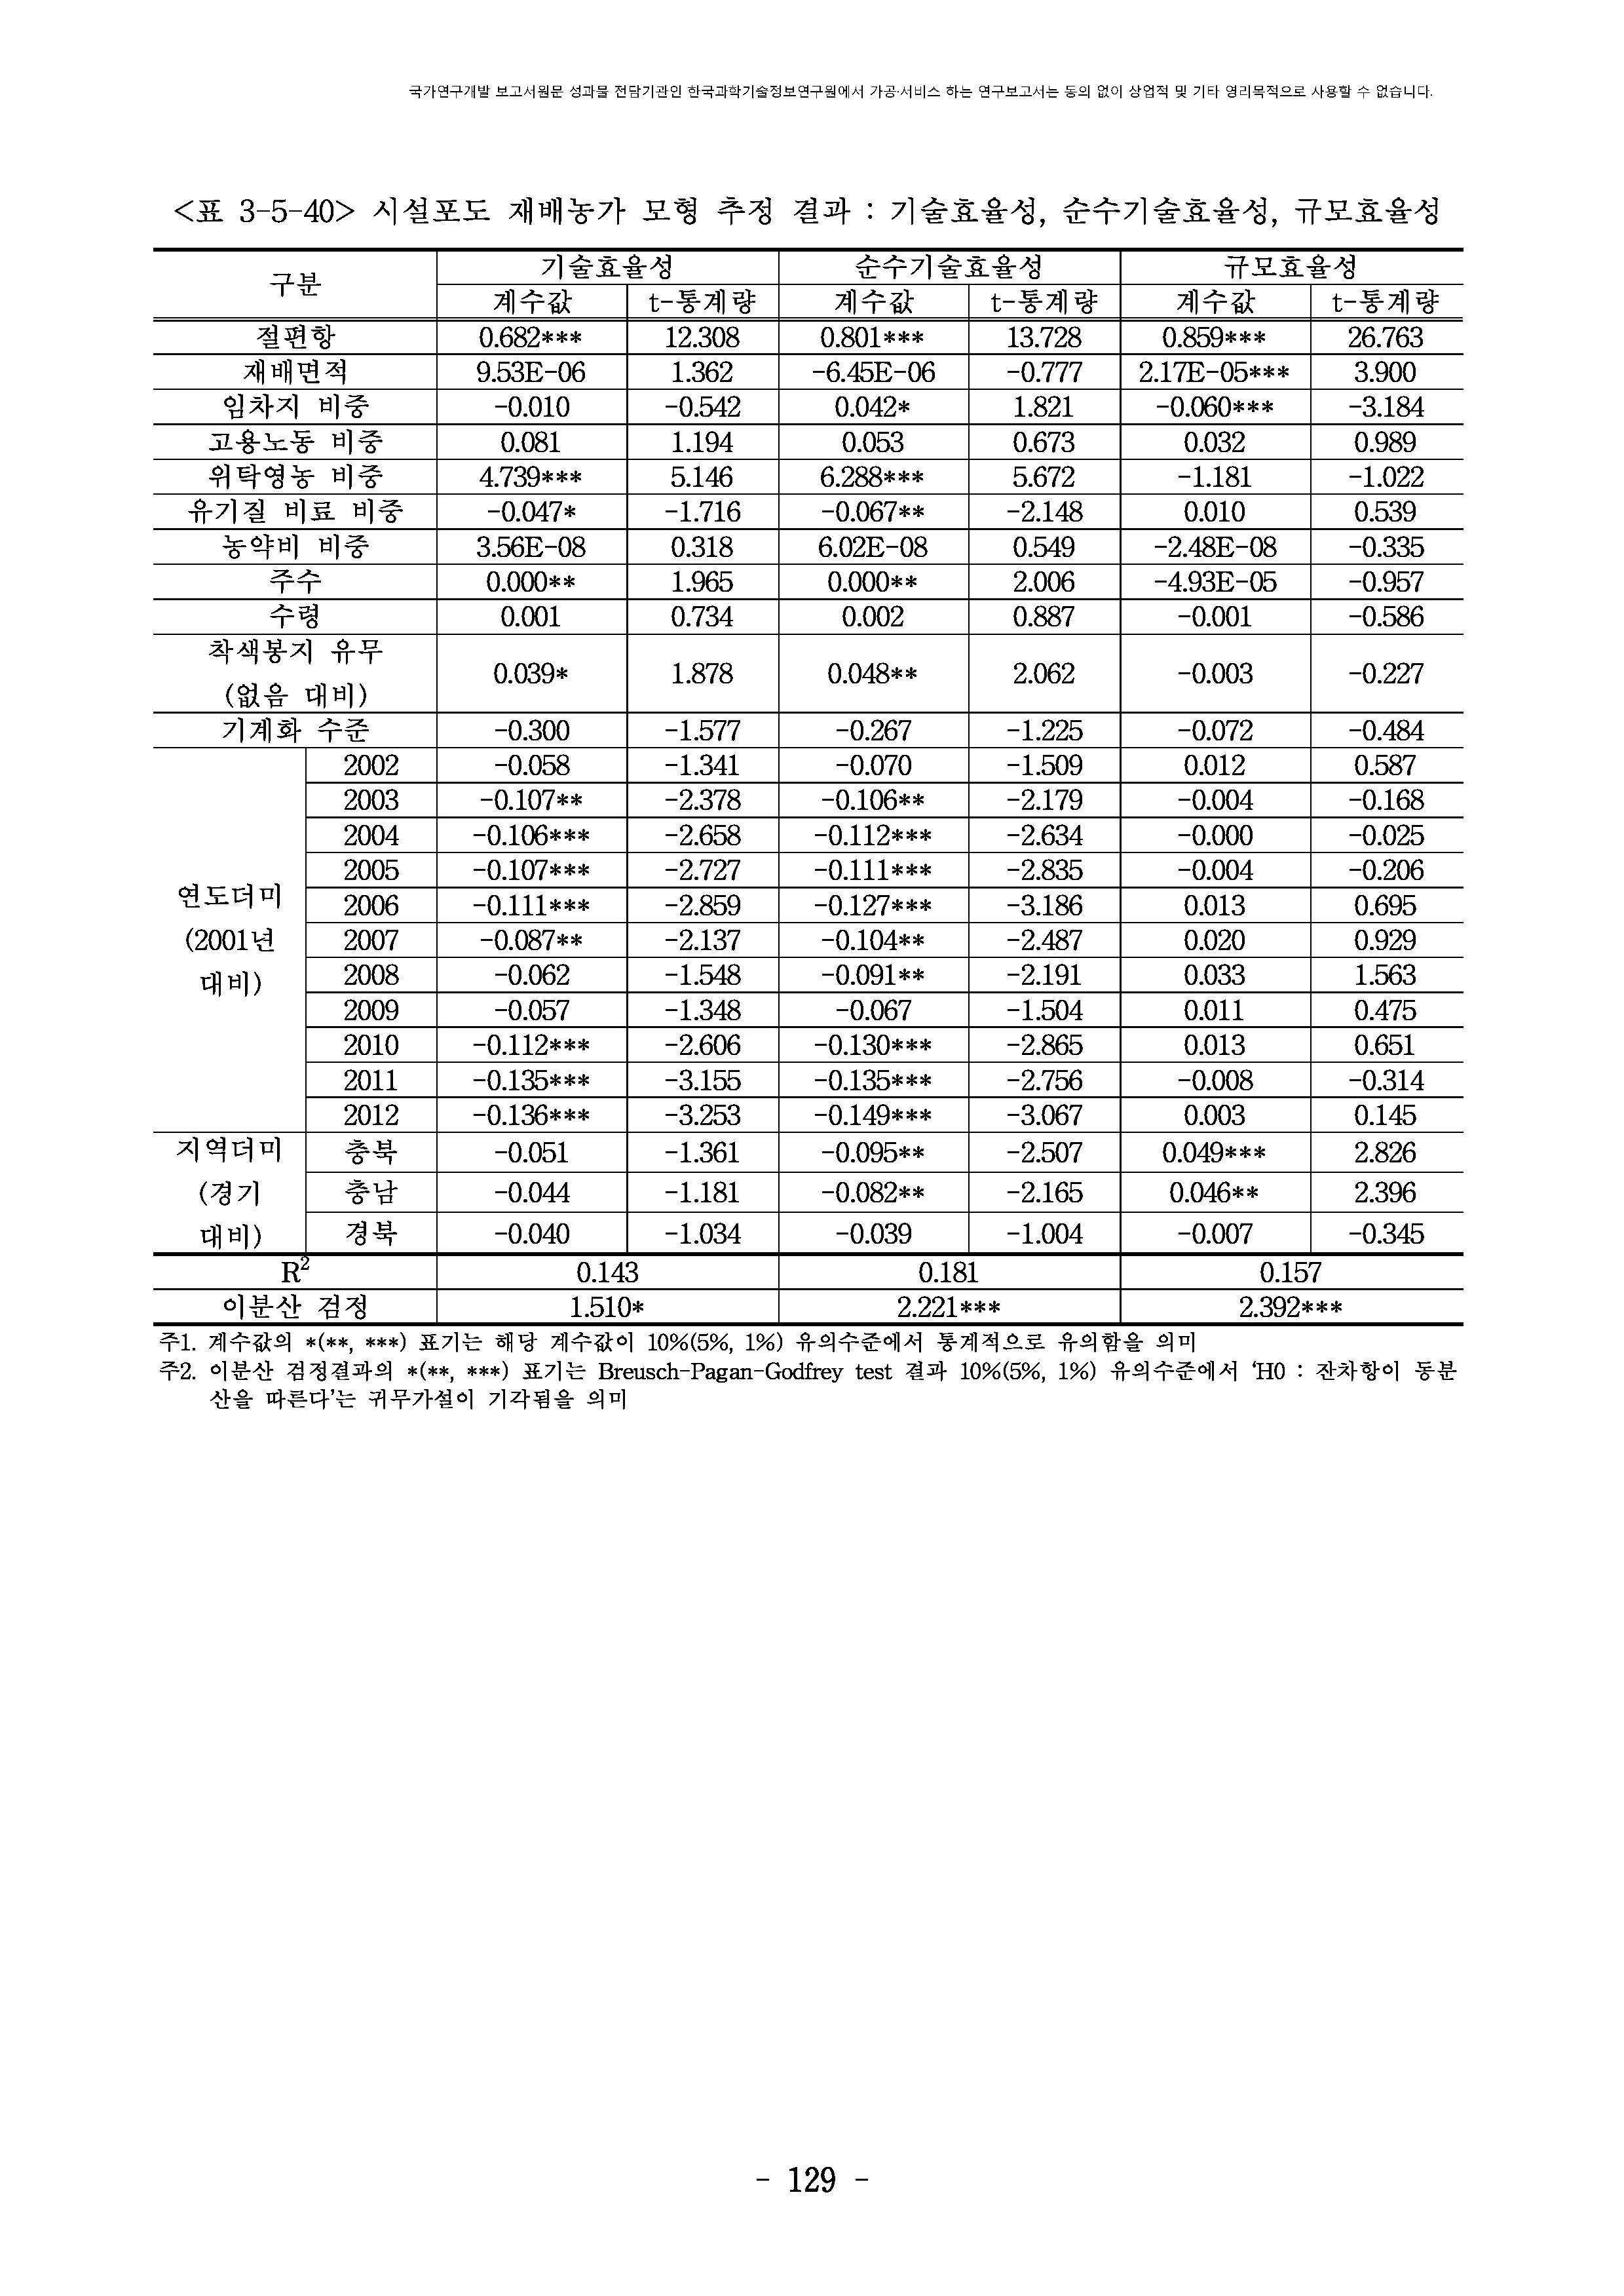 국가연구개발 보고서원문 성과물 전담기관인 한국과학기술정보연구원에서 가공·서비스 하는 연구보고서는 동의 없이 상업적 및 기타 영리목적으로 사용할 수 없습니다.
<표 3-5-40> 시설포도 재배농가 모형 추정 결과 : 기술효율성, 순수기술효율성, 규모효율성
구분 기술효율성 순수기술효율성 규모효율성
계수값 t-통계량 계수값 t-통계량 계수값 t-통계량
절편항 0.682*** 12.308 0.801*** 13.728 0.859*** 26.763
재배면적 9.53E-06 1.362 -6.45E-06 -0.777 2.17E-05*** 3.900
임차지 비중 -0.010 -0.542 0.042* 1.821 -0.060*** -3.184
고용노동 비중 0.081 1.194 0.053 0.673 0.032 0.989
위탁영농 비중 4.739*** 5.146 6.288*** 5.672 -1.181 -1.022
유기질 비료 비중 -0.047* -1.716 -0.067** -2.148 0.010 0.539
농약비 비중 3.56E-08 0.318 6.02E-08 0.549 -2.48E-08 -0.335
주수 0.000** 1.965 0.000** 2.006 -4.93E-05 -0.957
수령 0.001 0.734 0.002 0.887 -0.001 -0.586
착색봉지 유무
(없음 대비) 0.039* 1.878 0.048** 2.062 -0.003 -0.227
기계화 수준 -0.300 -1.577 -0.267 -1.225 -0.072 -0.484
연도더미
(2001년
대비)
2002 -0.058 -1.341 -0.070 -1.509 0.012 0.587
2003 -0.107** -2.378 -0.106** -2.179 -0.004 -0.168
2004 -0.106*** -2.658 -0.112*** -2.634 -0.000 -0.025
2005 -0.107*** -2.727 -0.111*** -2.835 -0.004 -0.206
2006 -0.111*** -2.859 -0.127*** -3.186 0.013 0.695
2007 -0.087** -2.137 -0.104** -2.487 0.020 0.929
2008 -0.062 -1.548 -0.091** -2.191 0.033 1.563
2009 -0.057 -1.348 -0.067 -1.504 0.011 0.475
2010 -0.112*** -2.606 -0.130*** -2.865 0.013 0.651
2011 -0.135*** -3.155 -0.135*** -2.756 -0.008 -0.314
2012 -0.136*** -3.253 -0.149*** -3.067 0.003 0.145
지역더미
(경기
대비)
충북 -0.051 -1.361 -0.095** -2.507 0.049*** 2.826
충남 -0.044 -1.181 -0.082** -2.165 0.046** 2.396
경북 -0.040 -1.034 -0.039 -1.004 -0.007 -0.345
R² 0.143 0.181 0.157
이분산 검정 1.510* 2.221*** 2.392***
주1. 계수값의 *(**, ***) 표기는 해당 계수값이 10%(5%, 1%) 유의수준에서 통계적으로 유의함을 의미
주2. 이분산 검정결과의 *(**, ***) 표기는 Breusch-Pagan-Godfrey test 결과 10%(5%, 1%) 유의수준에서 ‘H0 : 잔차항이 동분
산을 따른다’는 귀무가설이 기각됨을 의미
- 129 -